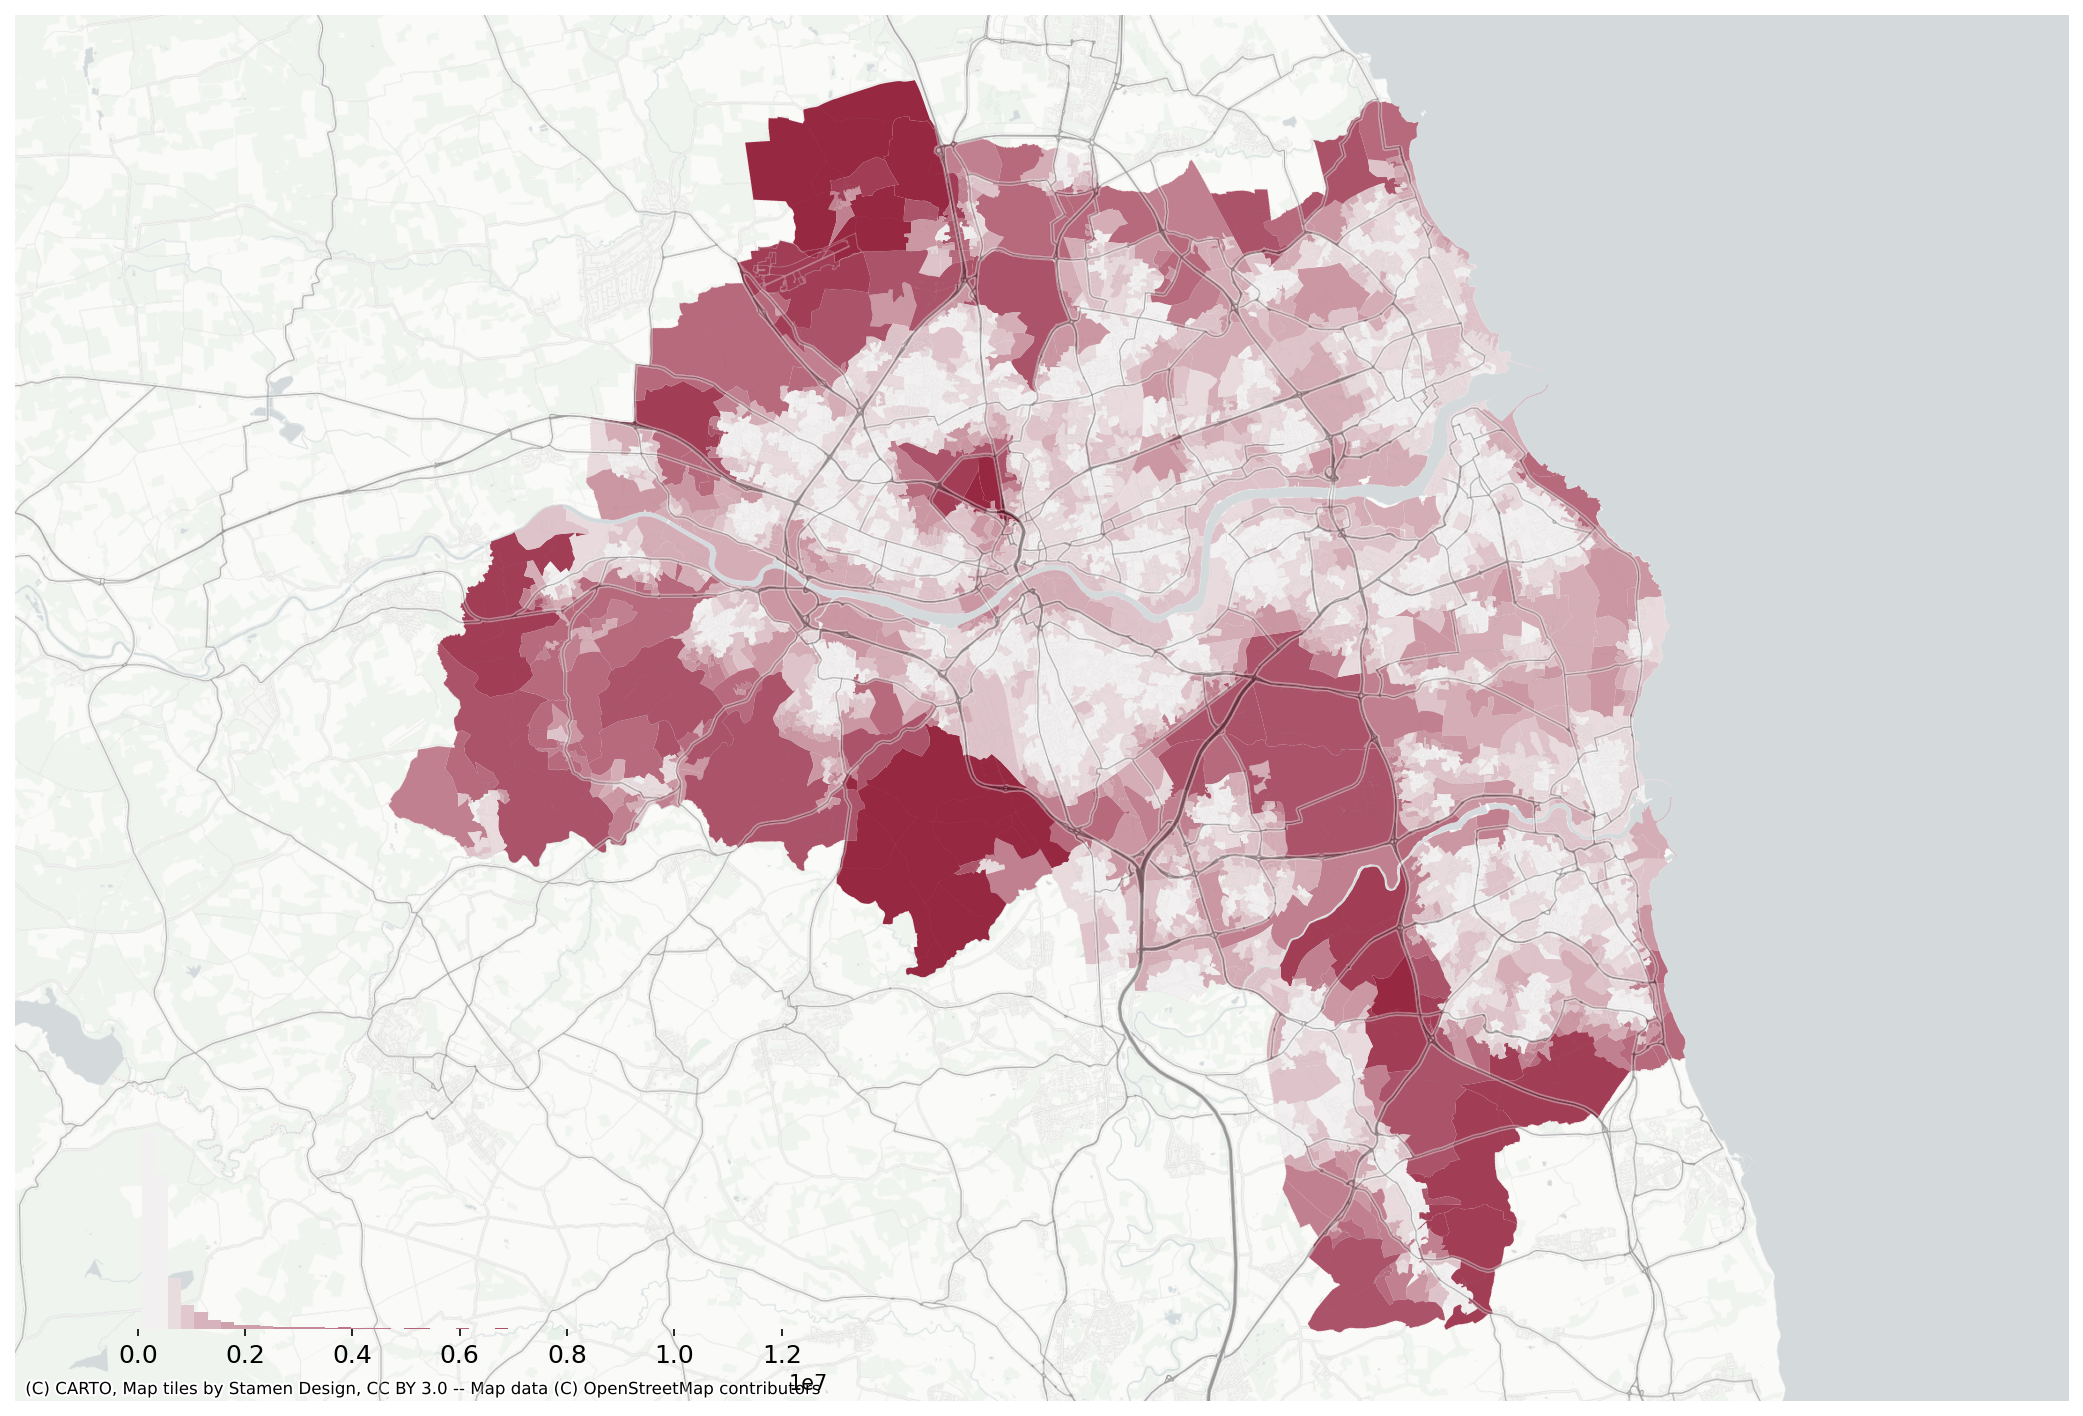 0.0 0.2 0.4 0.6 0.8 1.0 1.2
1e7
(C) CARTO, Map tiles by Stamen Design, CC BY 3.0 -- Map data (C) OpenStreetMap contributors